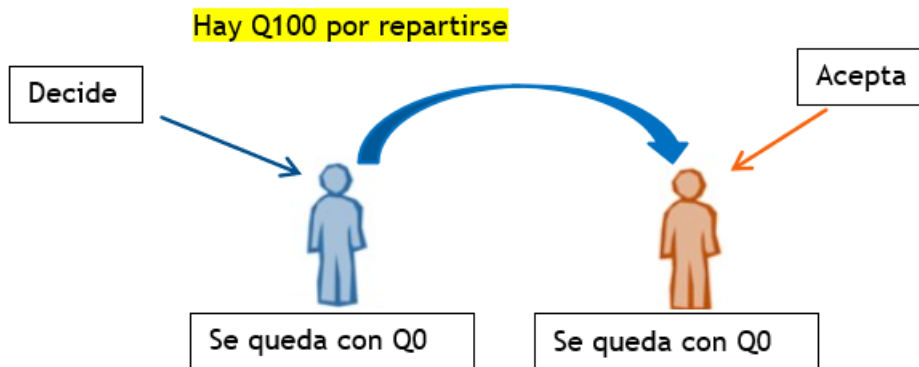 Hay Q100 por repartirse
Decide
Acepta
Se queda con Q0
Se queda con Q0